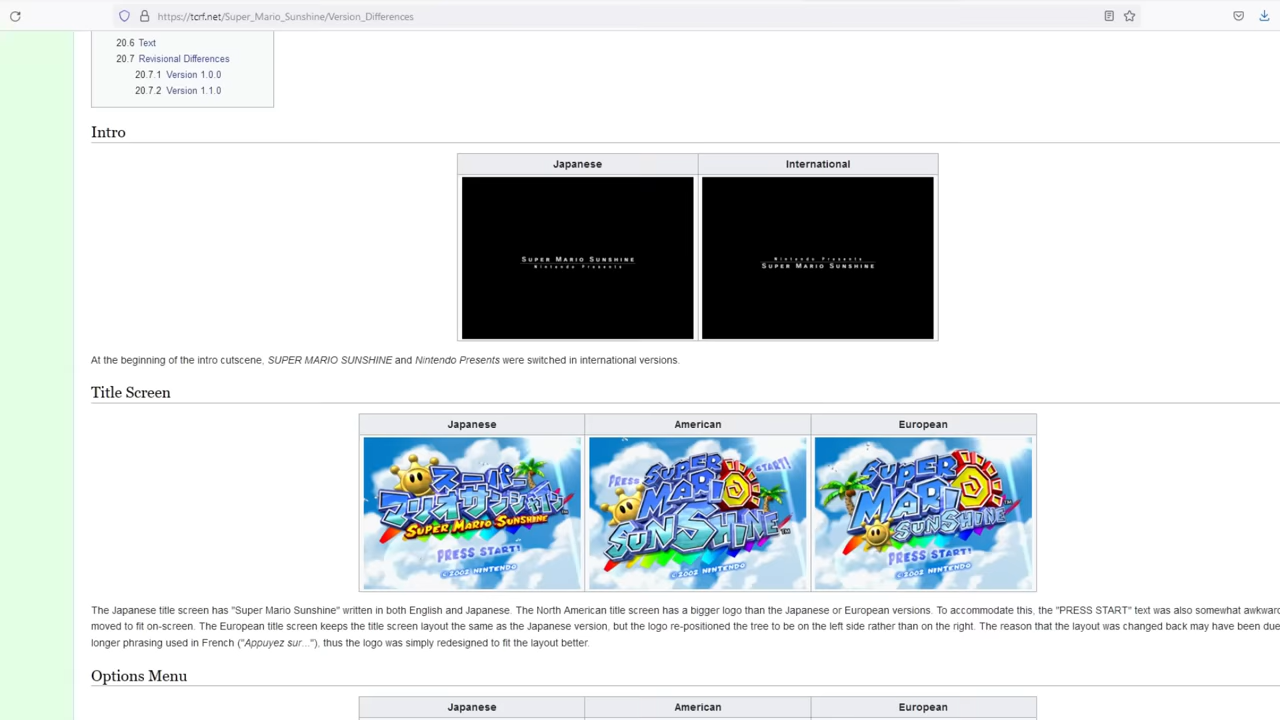 https://tcrf.net/Super_Mario_Sunshine/Version_Differences
20.6 Text
20.7 Revisional Differences
20.7.1 Version 1.0.0
20.7.2 Version 1.1.0
Intro
Japanese International
SUPER MARIO SUNSHINE
Nintendo Presents
Nintendo Presents
SUPER MARIO SUNSHINE
At the beginning of the intro cutscene, SUPER MARIO SUNSHINE and Nintendo Presents were switched in international versions.
Title Screen
Japanese American European
スーパー
マリオサンシャイン
SUPER MARIO SUNSHINE
PRESS START!
©2002 NINTENDO
SUPER
MARIO
SUNSHINE
PRESS START!
©2002 NINTENDO
SUPER
MARIO
SUNSHINE
PRESS START!
©2002 NINTENDO
The Japanese title screen has "Super Mario Sunshine" written in both English and Japanese. The North American title screen has a bigger logo than the Japanese or European versions. To accommodate this, the "PRESS START" text was also somewhat awkwar
moved to fit on-screen. The European title screen keeps the title screen layout the same as the Japanese version, but the logo re-positioned the tree to be on the left side rather than on the right. The reason that the layout was changed back may have been due
longer phrasing used in French ("Appuyez sur..."), thus the logo was simply redesigned to fit the layout better.
Options Menu
Japanese American European